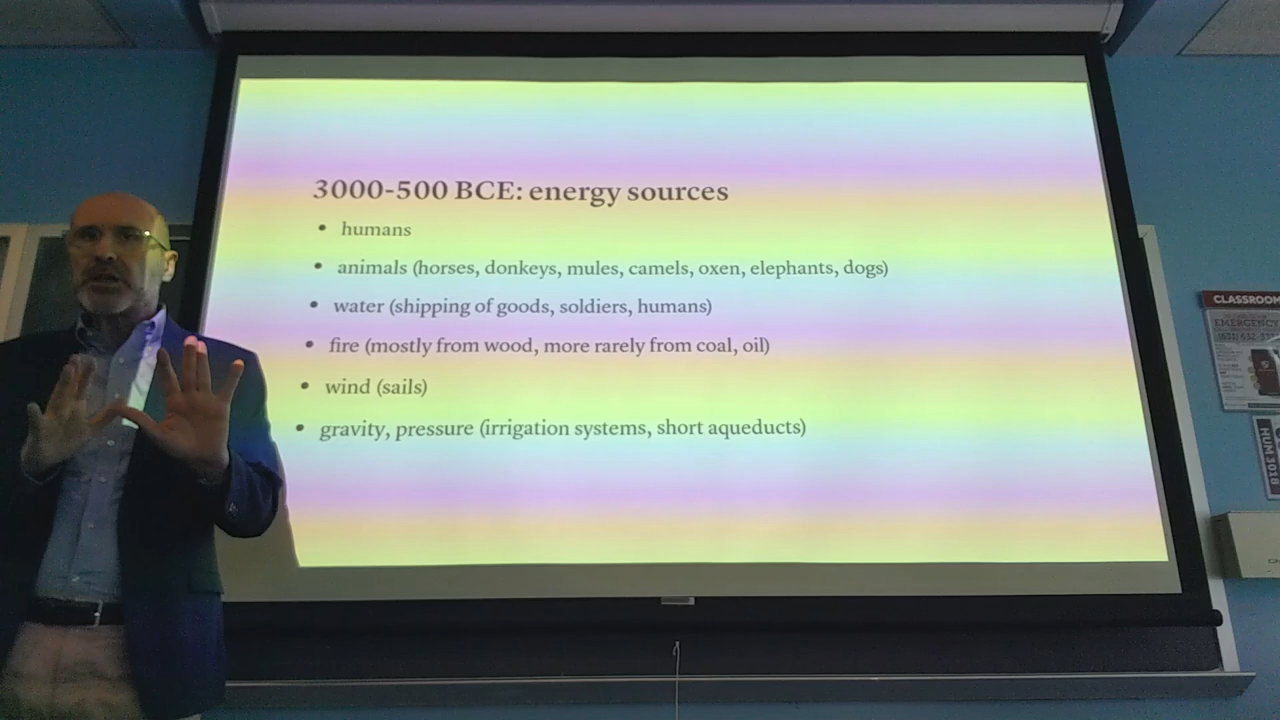 3000-500 BCE: energy sources
• humans
• animals (horses, donkeys, mules, camels, oxen, elephants, dogs)
• water (shipping of goods, soldiers, humans)
• fire (mostly from wood, more rarely from coal, oil)
• wind (sails)
• gravity, pressure (irrigation systems, short aqueducts)
CLASSROOM
EMERGENCY
HUM 3018